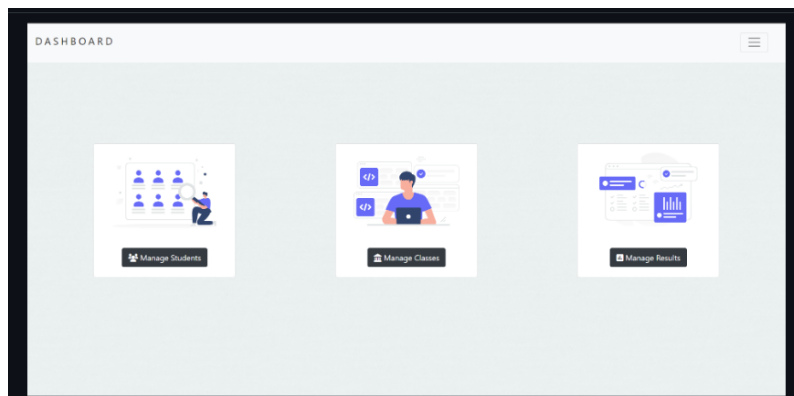 DASHBOARD
Manage Students
Manage Classes
Manage Results